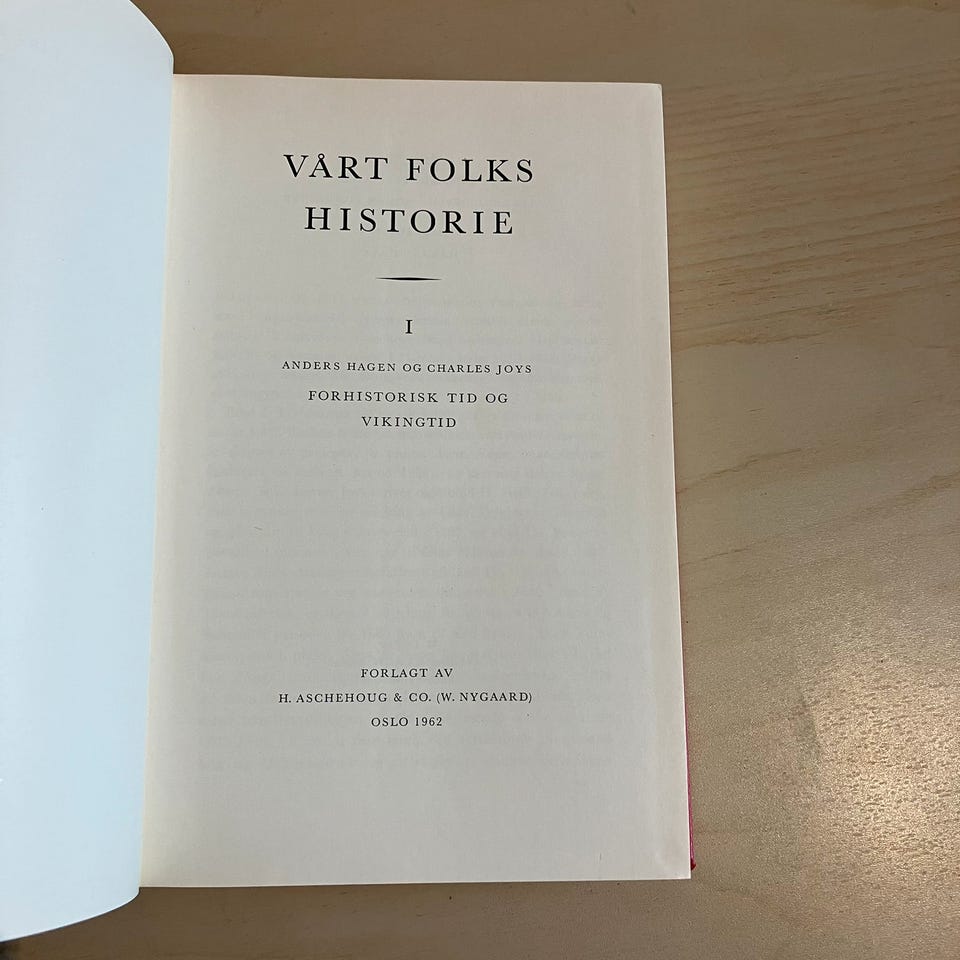 VÅRT FOLKS
HISTORIE
I
ANDERS HAGEN OG CHARLES JOYS
FORHISTORISK TID OG
VIKINGTID
FORLAGT AV
H. ASCHEHOUG & CO. (W. NYGAARD)
OSLO 1962